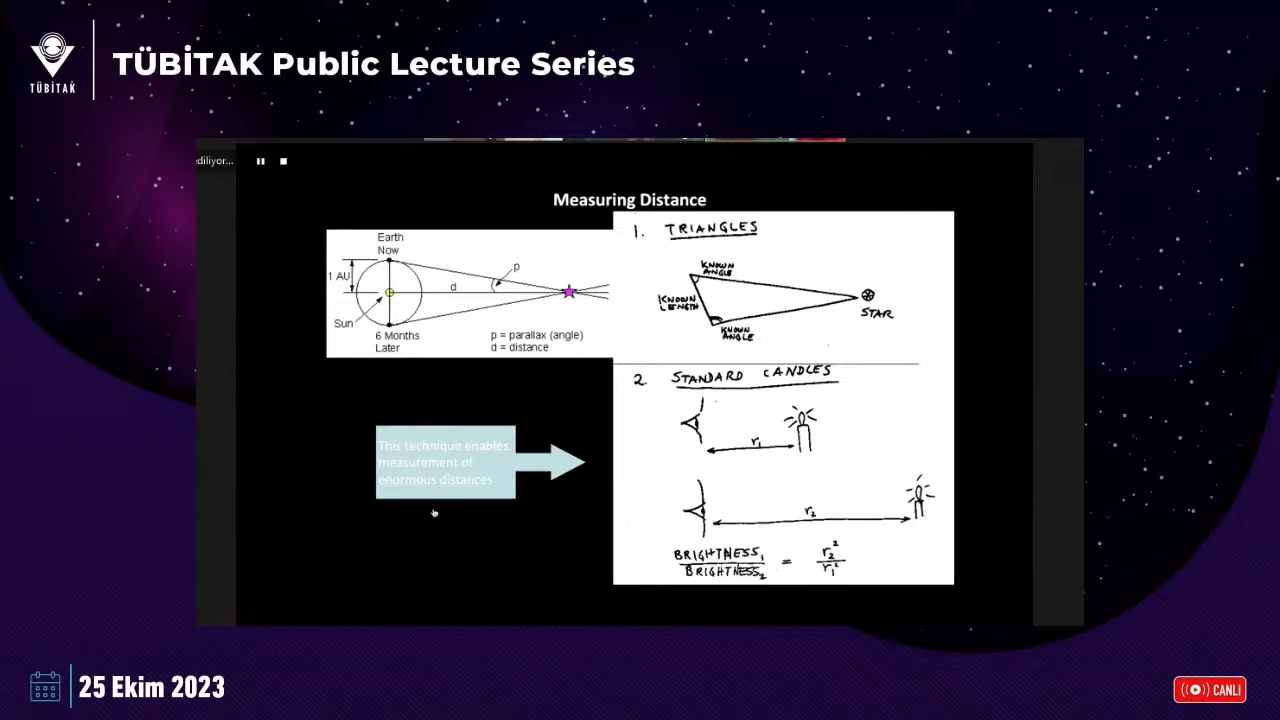 TÜBİTAK
TÜBİTAK Public Lecture Series
ediliyor...
Measuring Distance
Earth
Now
1 AU
p
d
Sun
6 Months
Later
p = parallax (angle)
d = distance
1. TRIANGLES
KNOWN
ANGLE
KNOWN
LENGTH
KNOWN
ANGLE
STAR
2. STANDARD CANDLES
r₁
r₂
This technique enables
measurement of
enormous distances
BRIGHTNESS₁ = r₂²
BRIGHTNESS₂ r₁²
25 Ekim 2023
CANLI